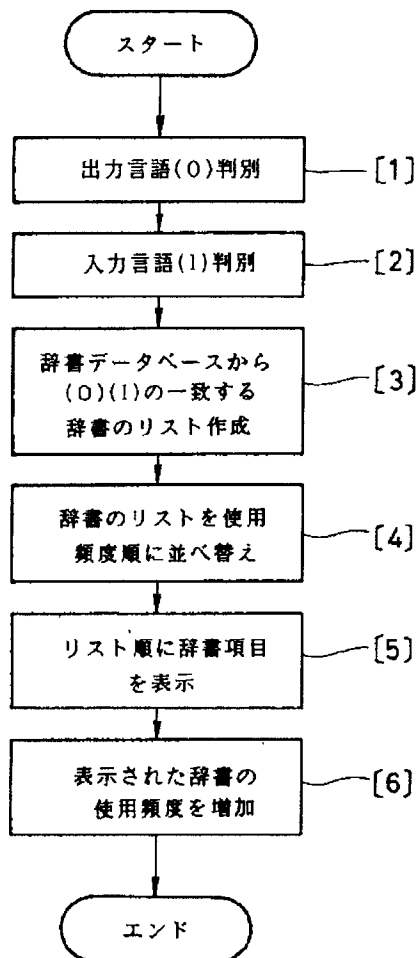 スタート
出力言語(O)判別
[1]
入力言語(I)判別
[2]
辞書データベースから
(O)(I)の一致する
辞書のリスト作成
[3]
辞書のリストを使用
頻度順に並べ替え
[4]
リスト順に辞書項目
を表示
[5]
表示された辞書の
使用頻度を増加
[6]
エンド